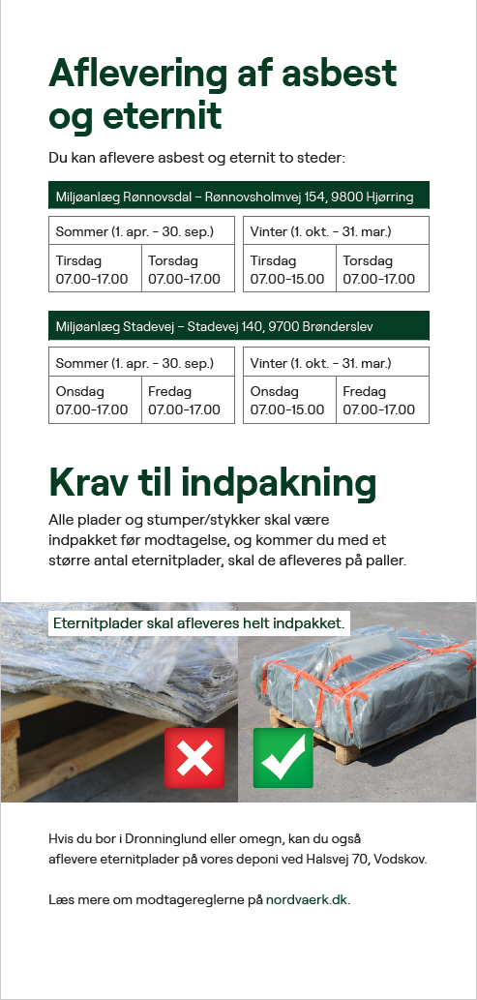 Aflevering af asbest
og eternit
Du kan aflevere asbest og eternit to steder:
Miljøanlæg Rønnovsdal – Rønnovsholmvej 154, 9800 Hjørring
Sommer (1. apr. - 30. sep.)
Tirsdag
07.00-17.00
Torsdag
07.00-17.00
Vinter (1. okt. - 31. mar.)
Tirsdag
07.00-15.00
Torsdag
07.00-17.00
Miljøanlæg Stadevej – Stadevej 140, 9700 Brønderslev
Sommer (1. apr. - 30. sep.)
Onsdag
07.00-17.00
Fredag
07.00-17.00
Vinter (1. okt. - 31. mar.)
Onsdag
07.00-15.00
Fredag
07.00-17.00
Krav til indpakning
Alle plader og stumper/stykker skal være
indpakket før modtagelse, og kommer du med et
større antal eternitplader, skal de afleveres på paller.
Eternitplader skal afleveres helt indpakket.
Hvis du bor i Dronninglund eller omegn, kan du også
aflevere eternitplader på vores deponi ved Halsvej 70, Vodskov.
Læs mere om modtagereglerne på nordvaerk.dk.